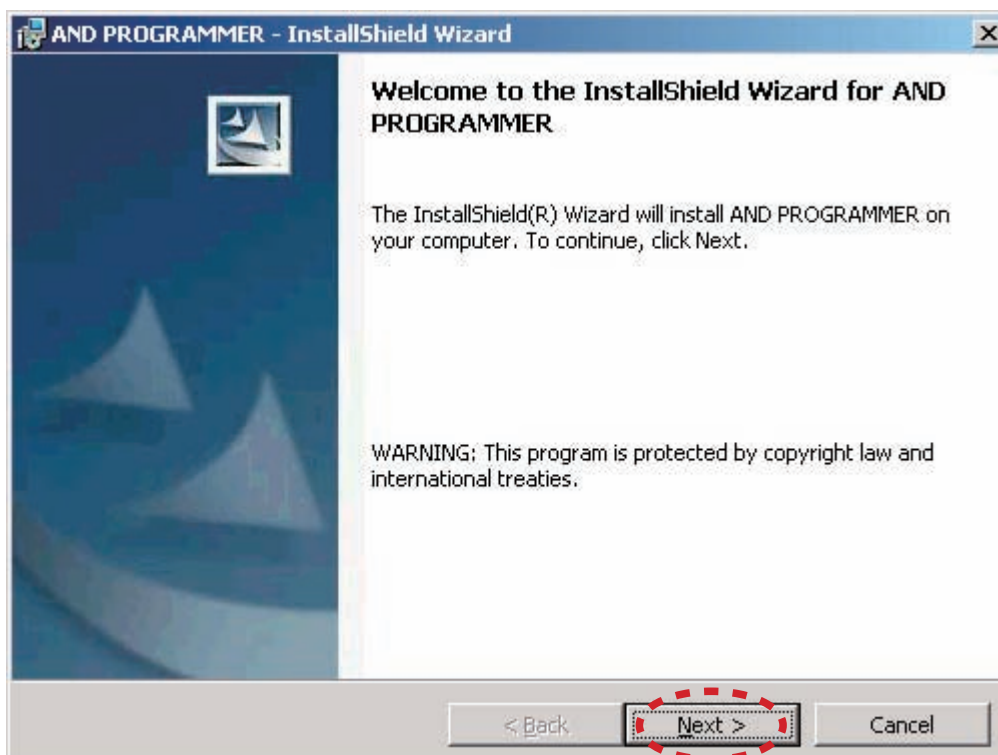 AND PROGRAMMER - InstallShield Wizard
Welcome to the InstallShield Wizard for AND
PROGRAMMER
The InstallShield(R) Wizard will install AND PROGRAMMER on
your computer. To continue, click Next.
WARNING: This program is protected by copyright law and
international treaties.
< Back
Next >
Cancel